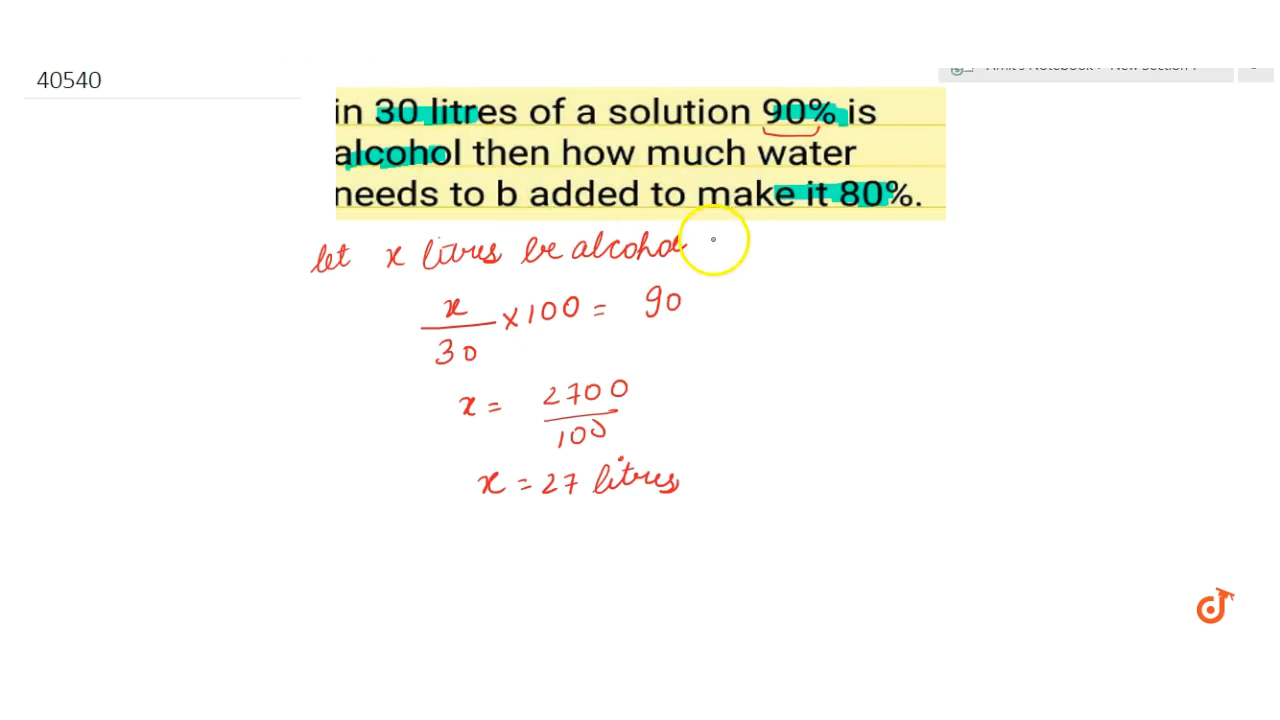 40540
in 30 litres of a solution 90% is
alcohol then how much water
needs to b added to make it 80%.
let x litres be alcohol
x/30 ×100 = 90
x = 2700/100
x = 27 litres